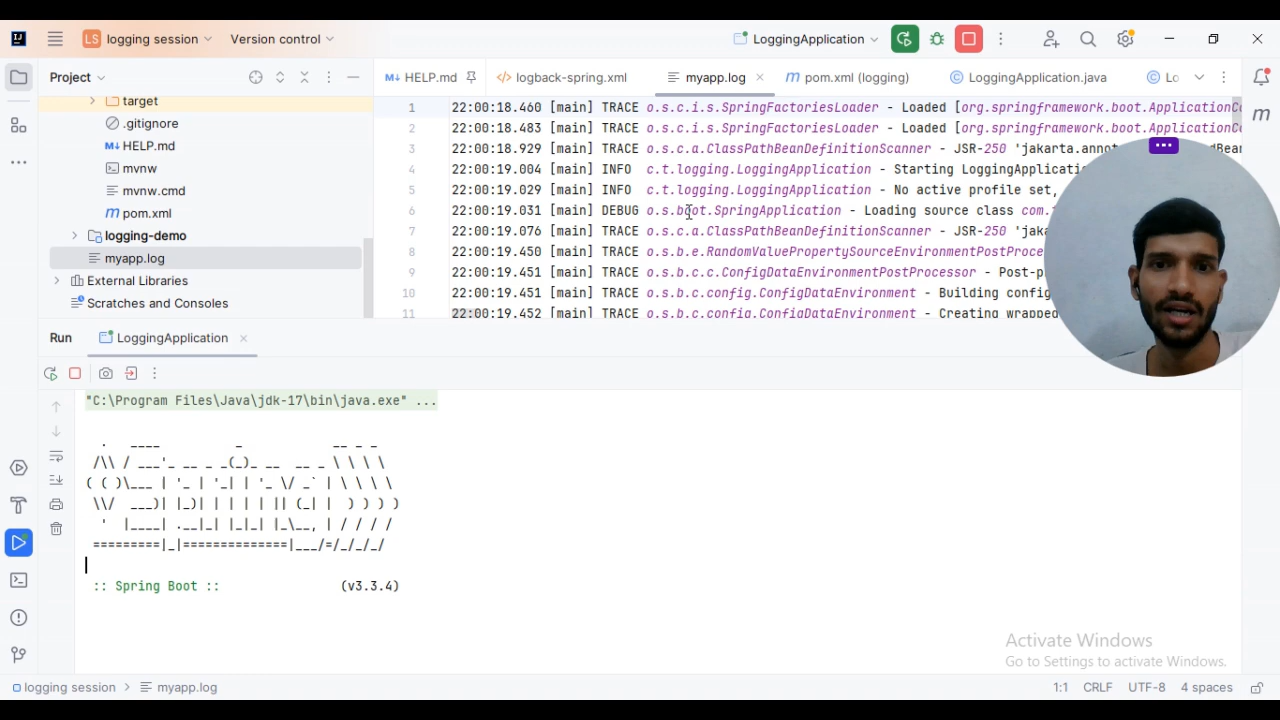 LS logging session
Version control
LoggingApplication
Project
HELP.md
logback-spring.xml
myapp.log
pom.xml (logging)
LoggingApplication.java
Lo
target
.gitignore
HELP.md
mvnw
mvnw.cmd
pom.xml
logging-demo
myapp.log
External Libraries
Scratches and Consoles
1 22:00:18.460 [main] TRACE o.s.c.i.s.SpringFactoriesLoader - Loaded [org.springframework.boot.ApplicationCo
2 22:00:18.483 [main] TRACE o.s.c.i.s.SpringFactoriesLoader - Loaded [org.springframework.boot.ApplicationCo
3 22:00:18.929 [main] TRACE o.s.c.a.ClassPathBeanDefinitionScanner - JSR-250 'jakarta.annot
4 22:00:19.004 [main] INFO c.t.logging.LoggingApplication - Starting LoggingApplicatio
5 22:00:19.029 [main] INFO c.t.logging.LoggingApplication - No active profile set,
6 22:00:19.031 [main] DEBUG o.s.boot.SpringApplication - Loading source class com.
7 22:00:19.076 [main] TRACE o.s.c.a.ClassPathBeanDefinitionScanner - JSR-250 'jaka
8 22:00:19.450 [main] TRACE o.s.b.e.RandomValuePropertySourceEnvironmentPostProce
9 22:00:19.451 [main] TRACE o.s.b.c.c.ConfigDataEnvironmentPostProcessor - Post-p
10 22:00:19.451 [main] TRACE o.s.b.c.config.ConfigDataEnvironment - Building config
11 22:00:19.452 [main] TRACE o.s.b.c.config.ConfigDataEnvironment - Creating wrapped
Run LoggingApplication
"C:\Program Files\Java\jdk-17\bin\java.exe" ...
:: Spring Boot :: (v3.3.4)
Activate Windows
Go to Settings to activate Windows.
logging session > myapp.log
1:1 CRLF UTF-8 4 spaces